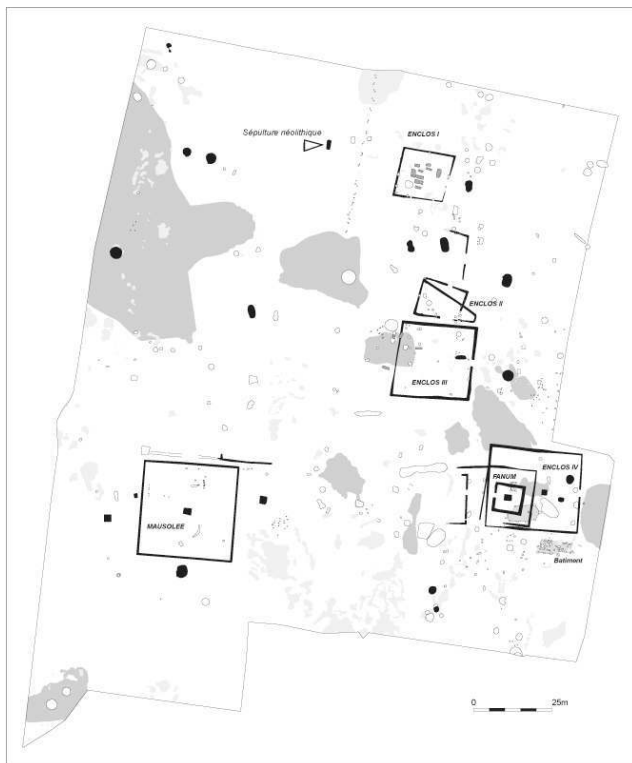 Sépulture néolithique
ENCLOS I
ENCLOS II
ENCLOS III
ENCLOS IV
FANUM
MAUSOLEE
Batiment
0 25m